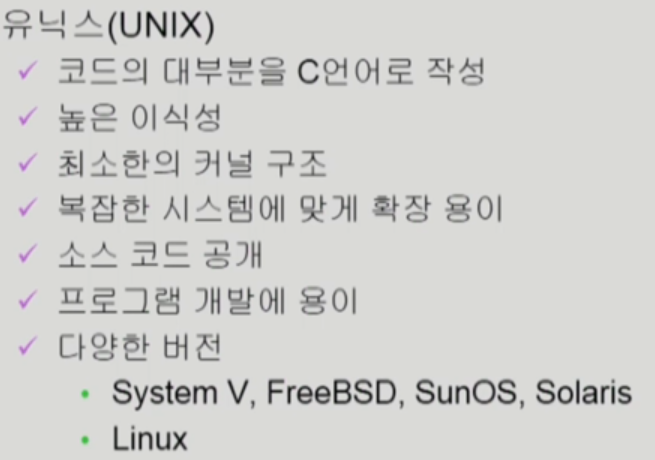 유닉스(UNIX)
✓ 코드의 대부분을 C언어로 작성
✓ 높은 이식성
✓ 최소한의 커널 구조
✓ 복잡한 시스템에 맞게 확장 용이
✓ 소스 코드 공개
✓ 프로그램 개발에 용이
✓ 다양한 버전
• System V, FreeBSD, SunOS, Solaris
• Linux